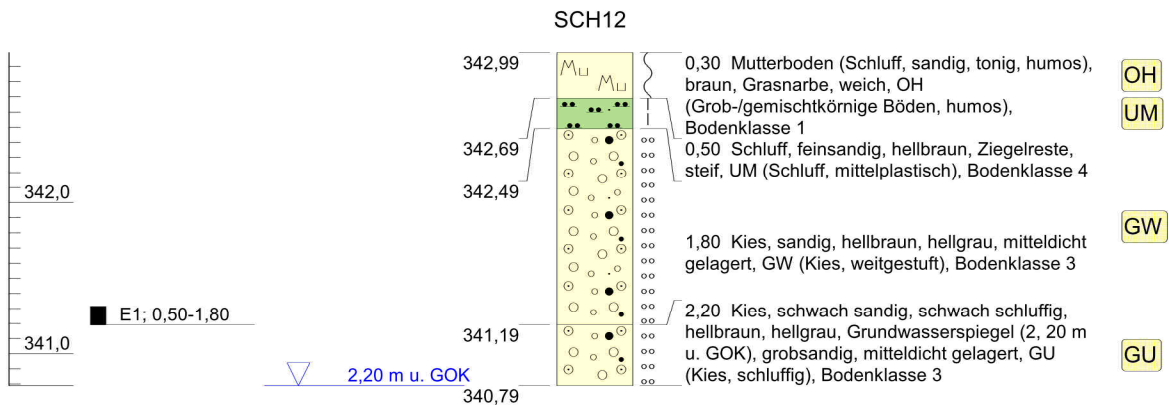 SCH12
342,99
0,30 Mutterboden (Schluff, sandig, tonig, humos),
braun, Grasnarbe, weich, OH
(Grob-/gemischtkörnige Böden, humos),
Bodenklasse 1
OH
UM
342,69
0,50 Schluff, feinsandig, hellbraun, Ziegelreste,
steif, UM (Schluff, mittelplastisch), Bodenklasse 4
342,49
342,0
1,80 Kies, sandig, hellbraun, hellgrau, mitteldicht
gelagert, GW (Kies, weitgestuft), Bodenklasse 3
GW
E1; 0,50-1,80
341,19
2,20 Kies, schwach sandig, schwach schluffig,
hellbraun, hellgrau, Grundwasserspiegel (2, 20 m
u. GOK), grobsandig, mitteldicht gelagert, GU
(Kies, schluffig), Bodenklasse 3
GU
341,0
2,20 m u. GOK
340,79
Mu
Mu